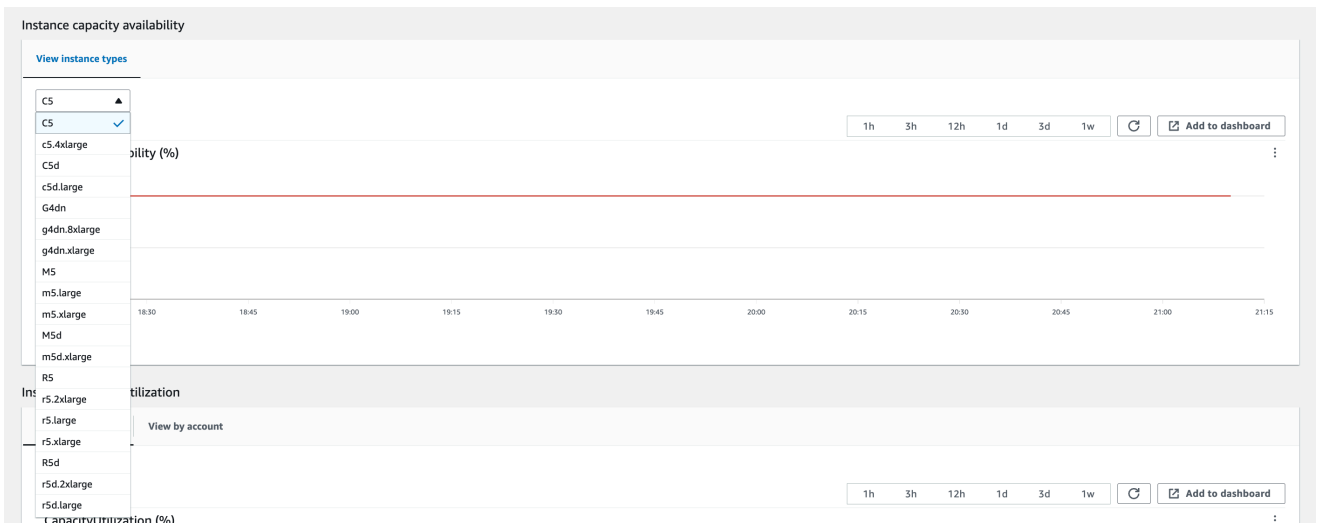 Instance capacity availability
View instance types
C5
C5
1h 3h 12h 1d 3d 1w Add to dashboard
c5.4xlarge
bility (%)
C5d
c5d.large
G4dn
g4dn.8xlarge
g4dn.xlarge
M5
m5.large
m5.xlarge
18:30 18:45 19:00 19:15 19:30 19:45 20:00 20:15 20:30 20:45 21:00 21:15
M5d
m5d.xlarge
R5
Ins tilization
r5.2xlarge
r5.large
View by account
r5.xlarge
R5d
r5d.2xlarge
1h 3h 12h 1d 3d 1w Add to dashboard
r5d.large
CapacityUtilization (%)